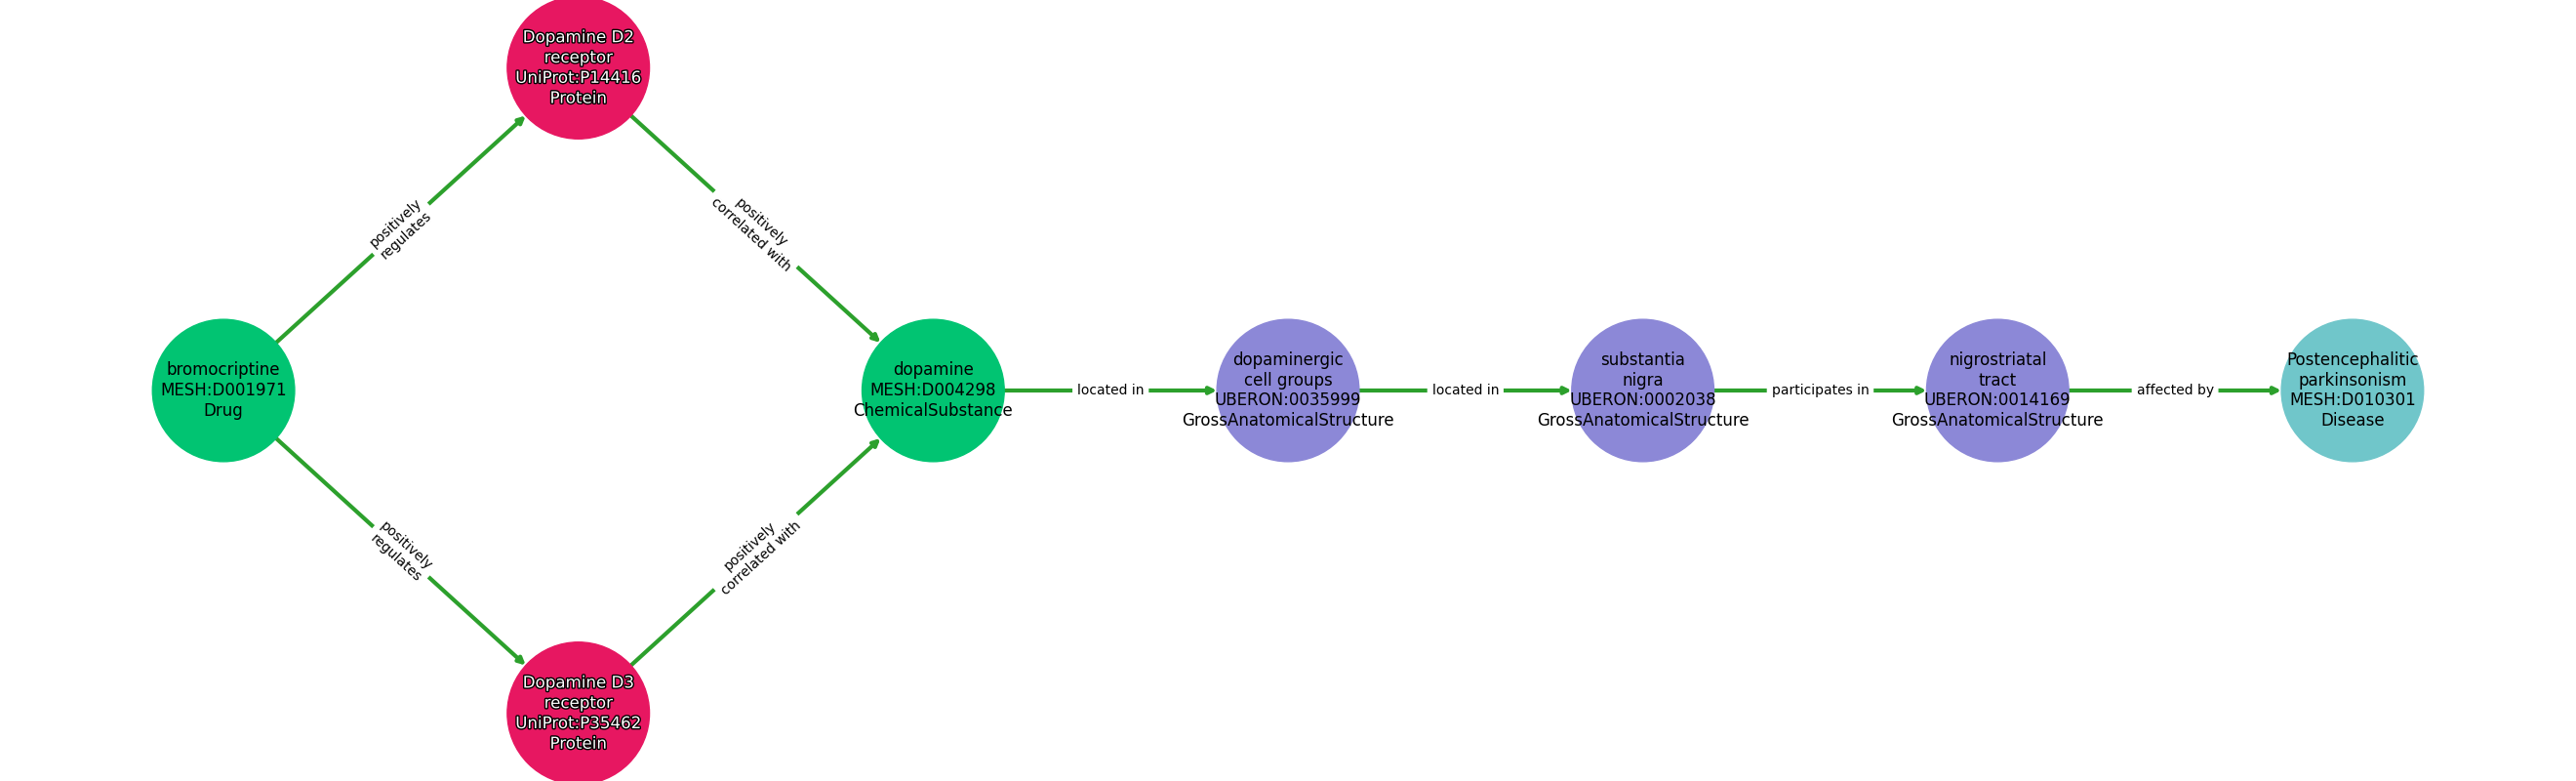 Dopamine D2
receptor
UniProt:P14416
Protein
positively
regulates
positively
correlated with
bromocriptine
MESH:D001971
Drug
dopamine
MESH:D004298
ChemicalSubstance
located in
dopaminergic
cell groups
UBERON:0035999
GrossAnatomicalStructure
located in
substantia
nigra
UBERON:0002038
GrossAnatomicalStructure
participates in
nigrostriatal
tract
UBERON:0014169
GrossAnatomicalStructure
affected by
Postencephalitic
parkinsonism
MESH:D010301
Disease
positively
regulates
positively
correlated with
Dopamine D3
receptor
UniProt:P35462
Protein